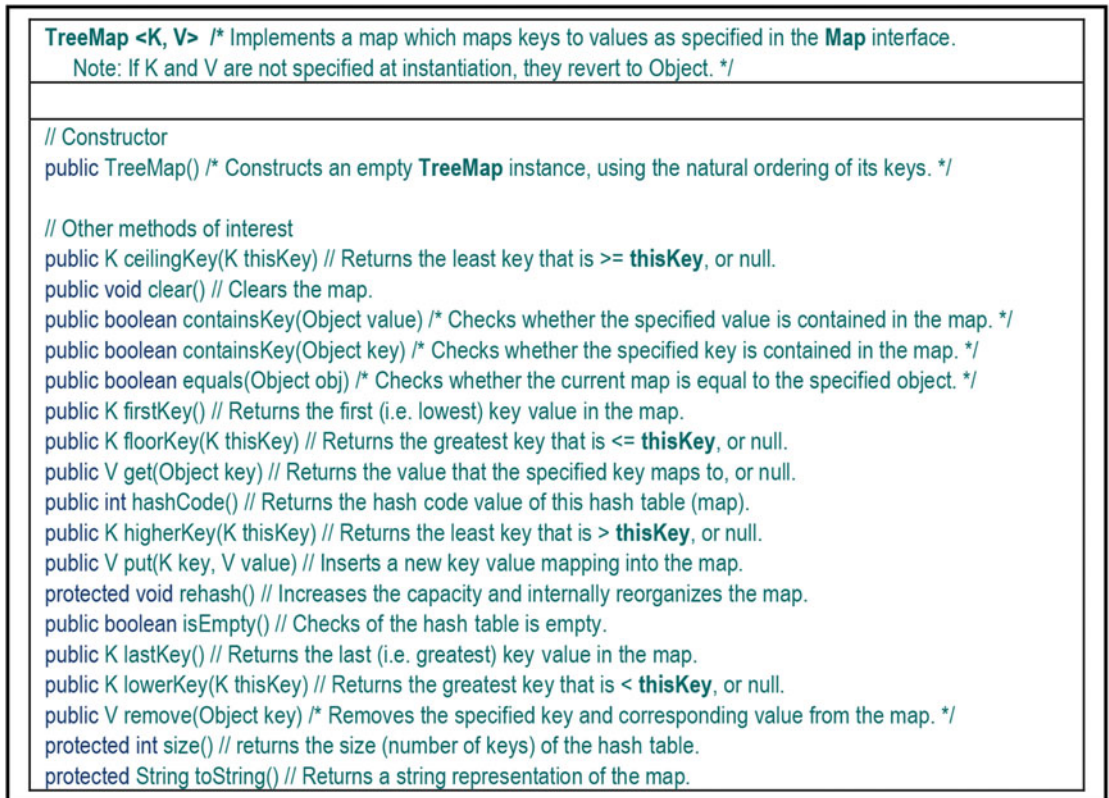 TreeMap <K, V> /* Implements a map which maps keys to values as specified in the Map interface.
Note: If K and V are not specified at instantiation, they revert to Object. */
// Constructor
public TreeMap() /* Constructs an empty TreeMap instance, using the natural ordering of its keys. */
// Other methods of interest
public K ceilingKey(K thisKey) // Returns the least key that is >= thisKey, or null.
public void clear() // Clears the map.
public boolean containsKey(Object value) /* Checks whether the specified value is contained in the map. */
public boolean containsKey(Object key) /* Checks whether the specified key is contained in the map. */
public boolean equals(Object obj) /* Checks whether the current map is equal to the specified object. */
public K firstKey() // Returns the first (i.e. lowest) key value in the map.
public K floorKey(K thisKey) // Returns the greatest key that is <= thisKey, or null.
public V get(Object key) // Returns the value that the specified key maps to, or null.
public int hashCode() // Returns the hash code value of this hash table (map).
public K higherKey(K thisKey) // Returns the least key that is > thisKey, or null.
public V put(K key, V value) // Inserts a new key value mapping into the map.
protected void rehash() // Increases the capacity and internally reorganizes the map.
public boolean isEmpty() // Checks of the hash table is empty.
public K lastKey() // Returns the last (i.e. greatest) key value in the map.
public K lowerKey(K thisKey) // Returns the greatest key that is < thisKey, or null.
public V remove(Object key) /* Removes the specified key and corresponding value from the map. */
protected int size() // returns the size (number of keys) of the hash table.
protected String toString() // Returns a string representation of the map.